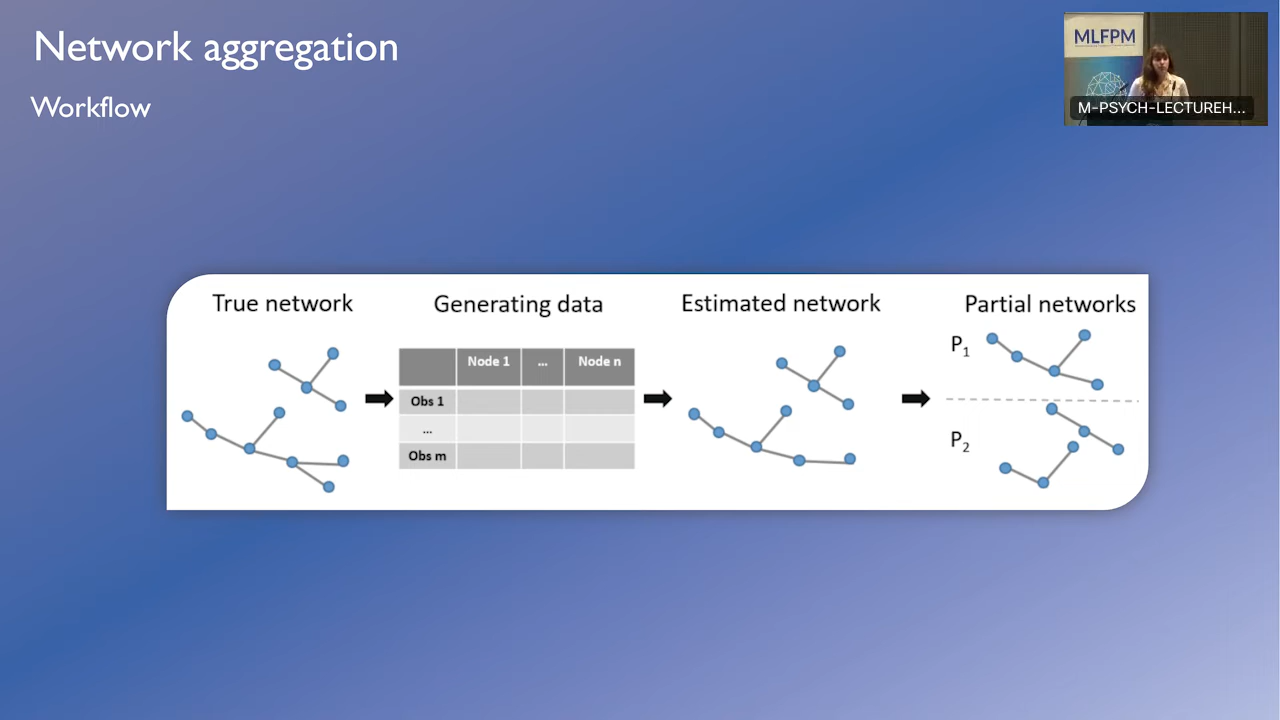 Network aggregation
Workflow
MLFPM
M-PSYCH-LECTUREH...
True network
Generating data
Estimated network
Partial networks
Node 1 ... Node n
Obs 1
...
Obs m
P1
P2